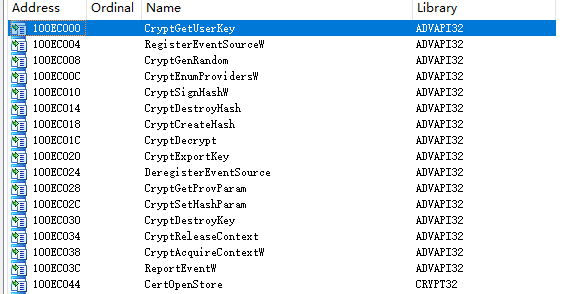 Address Ordinal Name Library
100EC000 CryptGetUserKey ADVAPI32
100EC004 RegisterEventSourceW ADVAPI32
100EC008 CryptGenRandom ADVAPI32
100EC00C CryptEnumProvidersW ADVAPI32
100EC010 CryptSignHashW ADVAPI32
100EC014 CryptDestroyHash ADVAPI32
100EC018 CryptCreateHash ADVAPI32
100EC01C CryptDecrypt ADVAPI32
100EC020 CryptExportKey ADVAPI32
100EC024 DeregisterEventSource ADVAPI32
100EC028 CryptGetProvParam ADVAPI32
100EC02C CryptSetHashParam ADVAPI32
100EC030 CryptDestroyKey ADVAPI32
100EC034 CryptReleaseContext ADVAPI32
100EC038 CryptAcquireContextW ADVAPI32
100EC03C ReportEventW ADVAPI32
100EC044 CertOpenStore CRYPT32